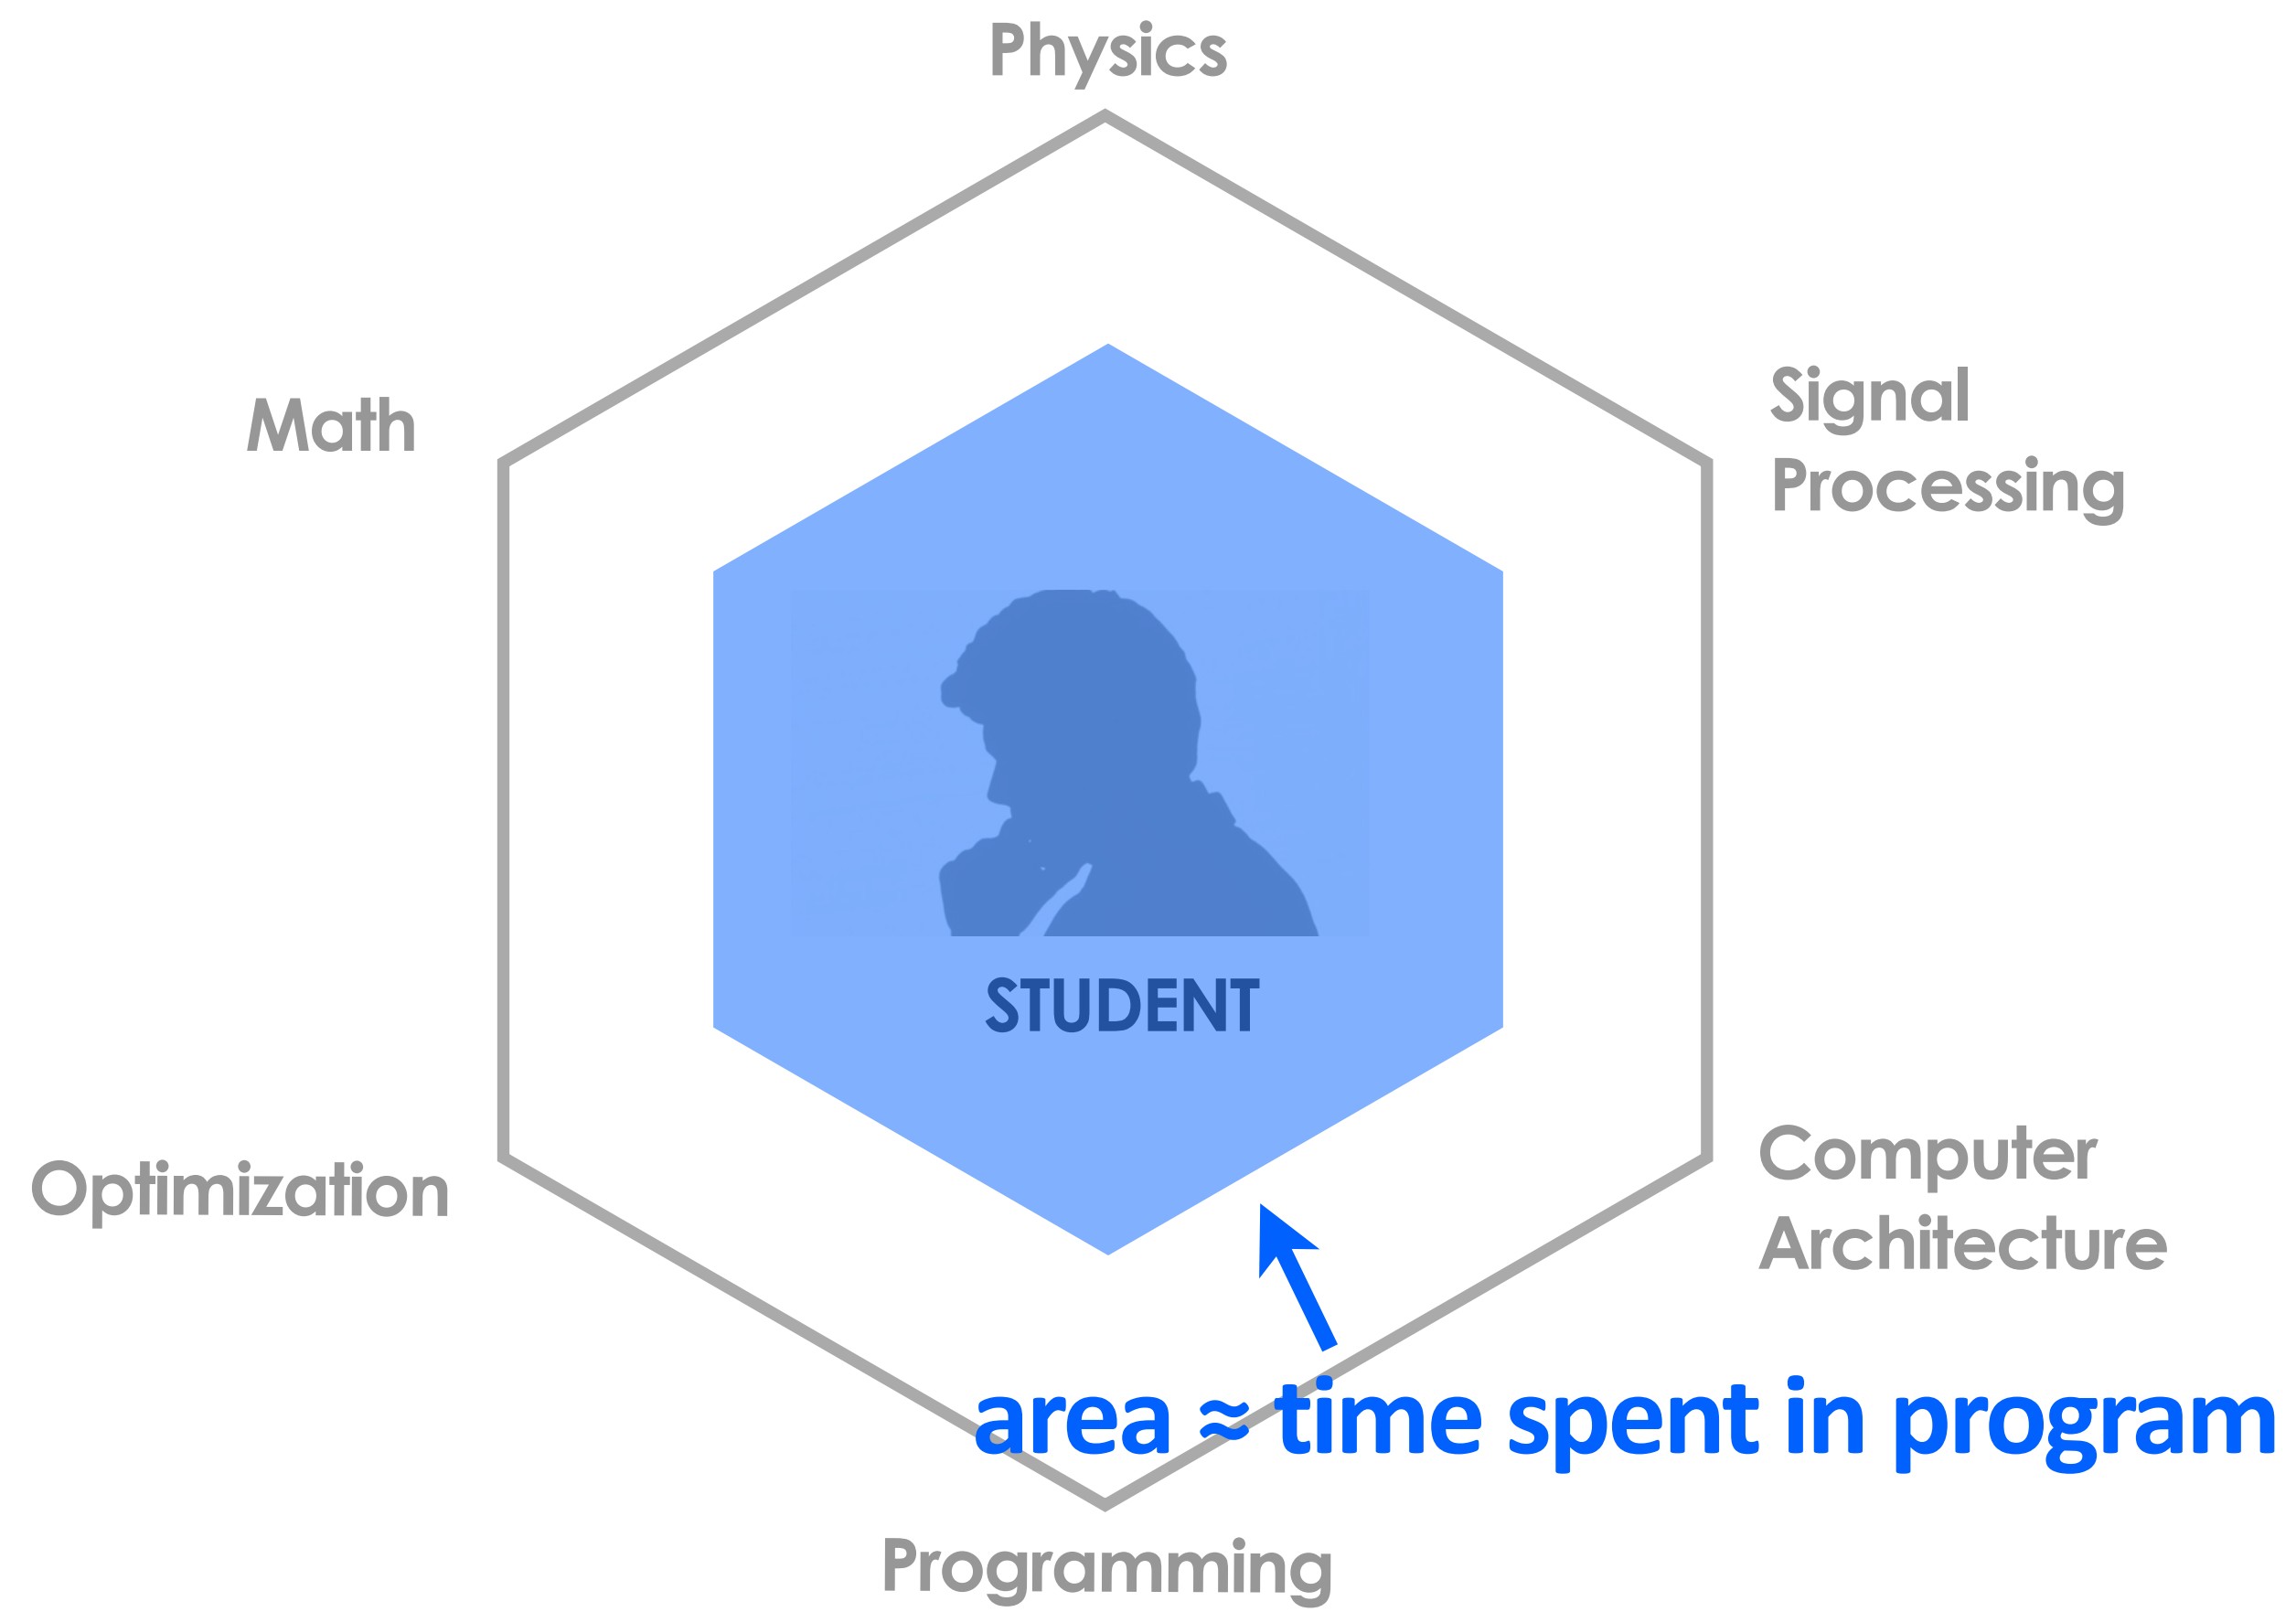 Physics
Math
Signal
Processing
STUDENT
Optimization
Computer
Architecture
area ≈ time spent in program
Programming